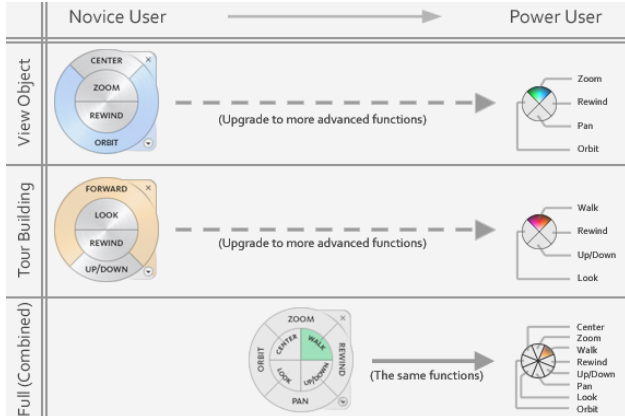 Novice User
Power User
View Object
CENTER
ZOOM
REWIND
ORBIT
(Upgrade to more advanced functions)
Zoom
Rewind
Pan
Orbit
Tour Building
FORWARD
LOOK
REWIND
UP/DOWN
(Upgrade to more advanced functions)
Walk
Rewind
Up/Down
Look
Full (Combined)
ZOOM
ORBIT
CENTER
WALK
REWIND
LOOK
UP/DOWN
PAN
(The same functions)
Center
Zoom
Walk
Rewind
Up/Down
Pan
Look
Orbit